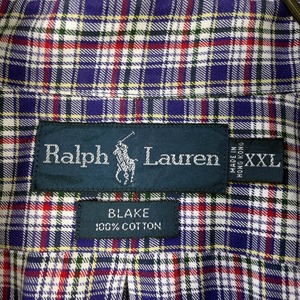 Ralph Lauren
MADE IN
HONG KONG
XXL
BLAKE
100% COTTON